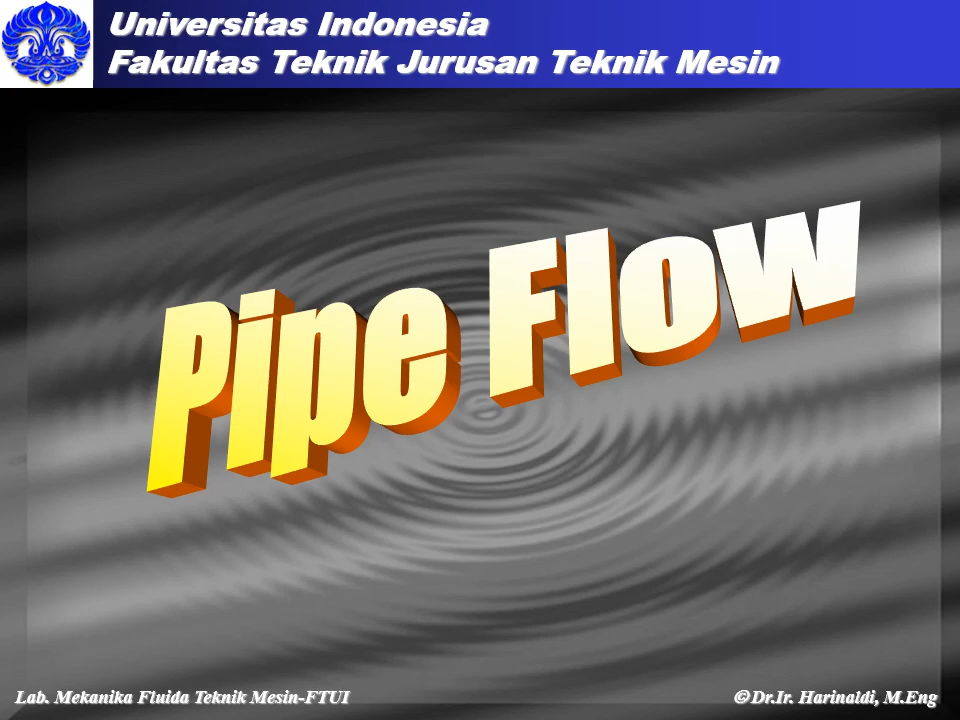 Universitas Indonesia
Fakultas Teknik Jurusan Teknik Mesin
Pipe Flow
Lab. Mekanika Fluida Teknik Mesin-FTUI
©Dr.Ir. Harinaldi, M.Eng